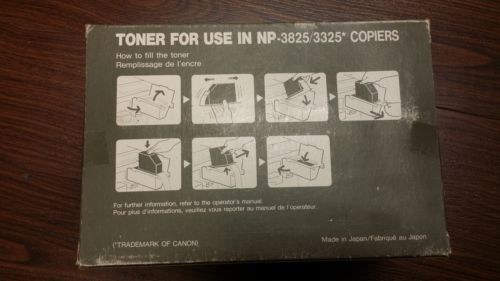 TONER FOR USE IN NP-3825/3325* COPIERS
How to fill the toner
Remplissage de l'encre
For further information, refer to the operator's manual.
Pour plus d'informations, veuillez vous reporter au manuel de l'operateur.
(*TRADEMARK OF CANON)
Made in Japan/Fabriqué au Japon